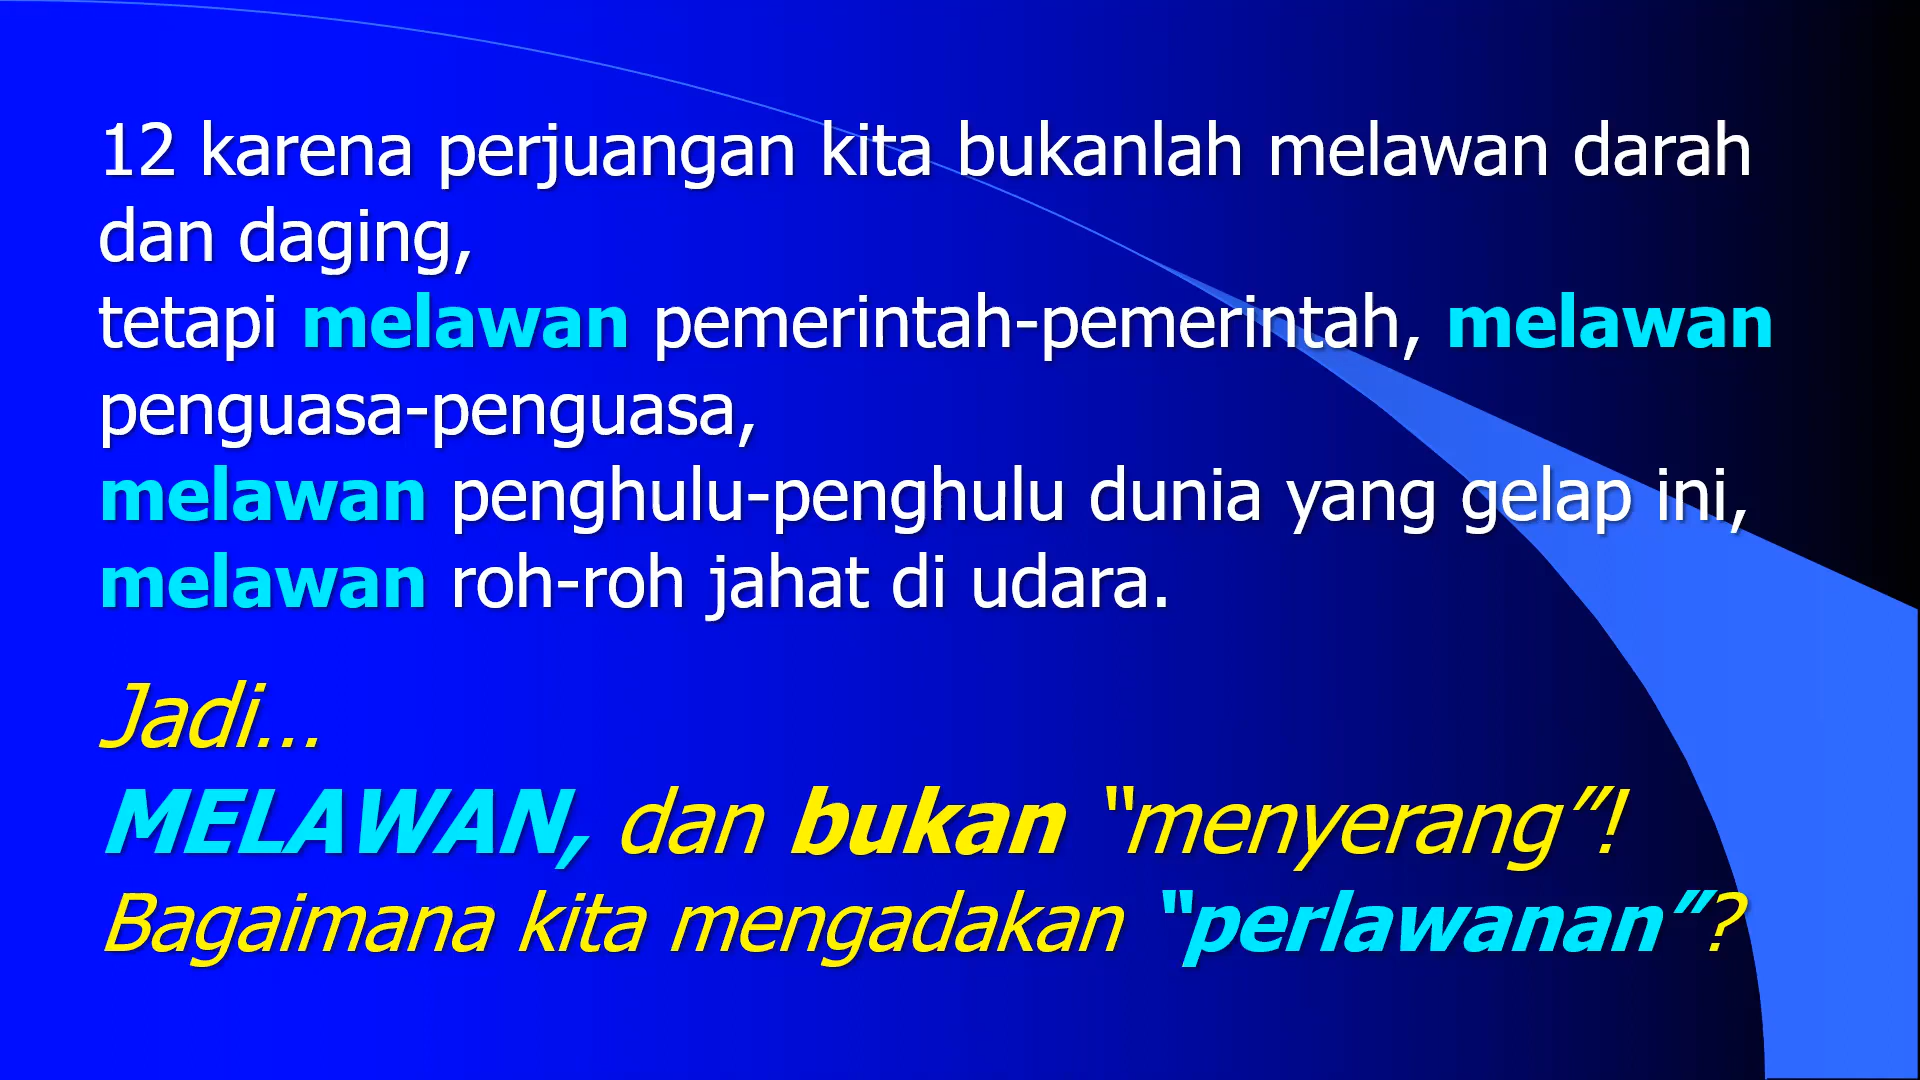 12 karena perjuangan kita bukanlah melawan darah
dan daging,
tetapi melawan pemerintah-pemerintah, melawan
penguasa-penguasa,
melawan penghulu-penghulu dunia yang gelap ini,
melawan roh-roh jahat di udara.
Jadi…
MELAWAN, dan bukan “menyerang”!
Bagaimana kita mengadakan “perlawanan”?